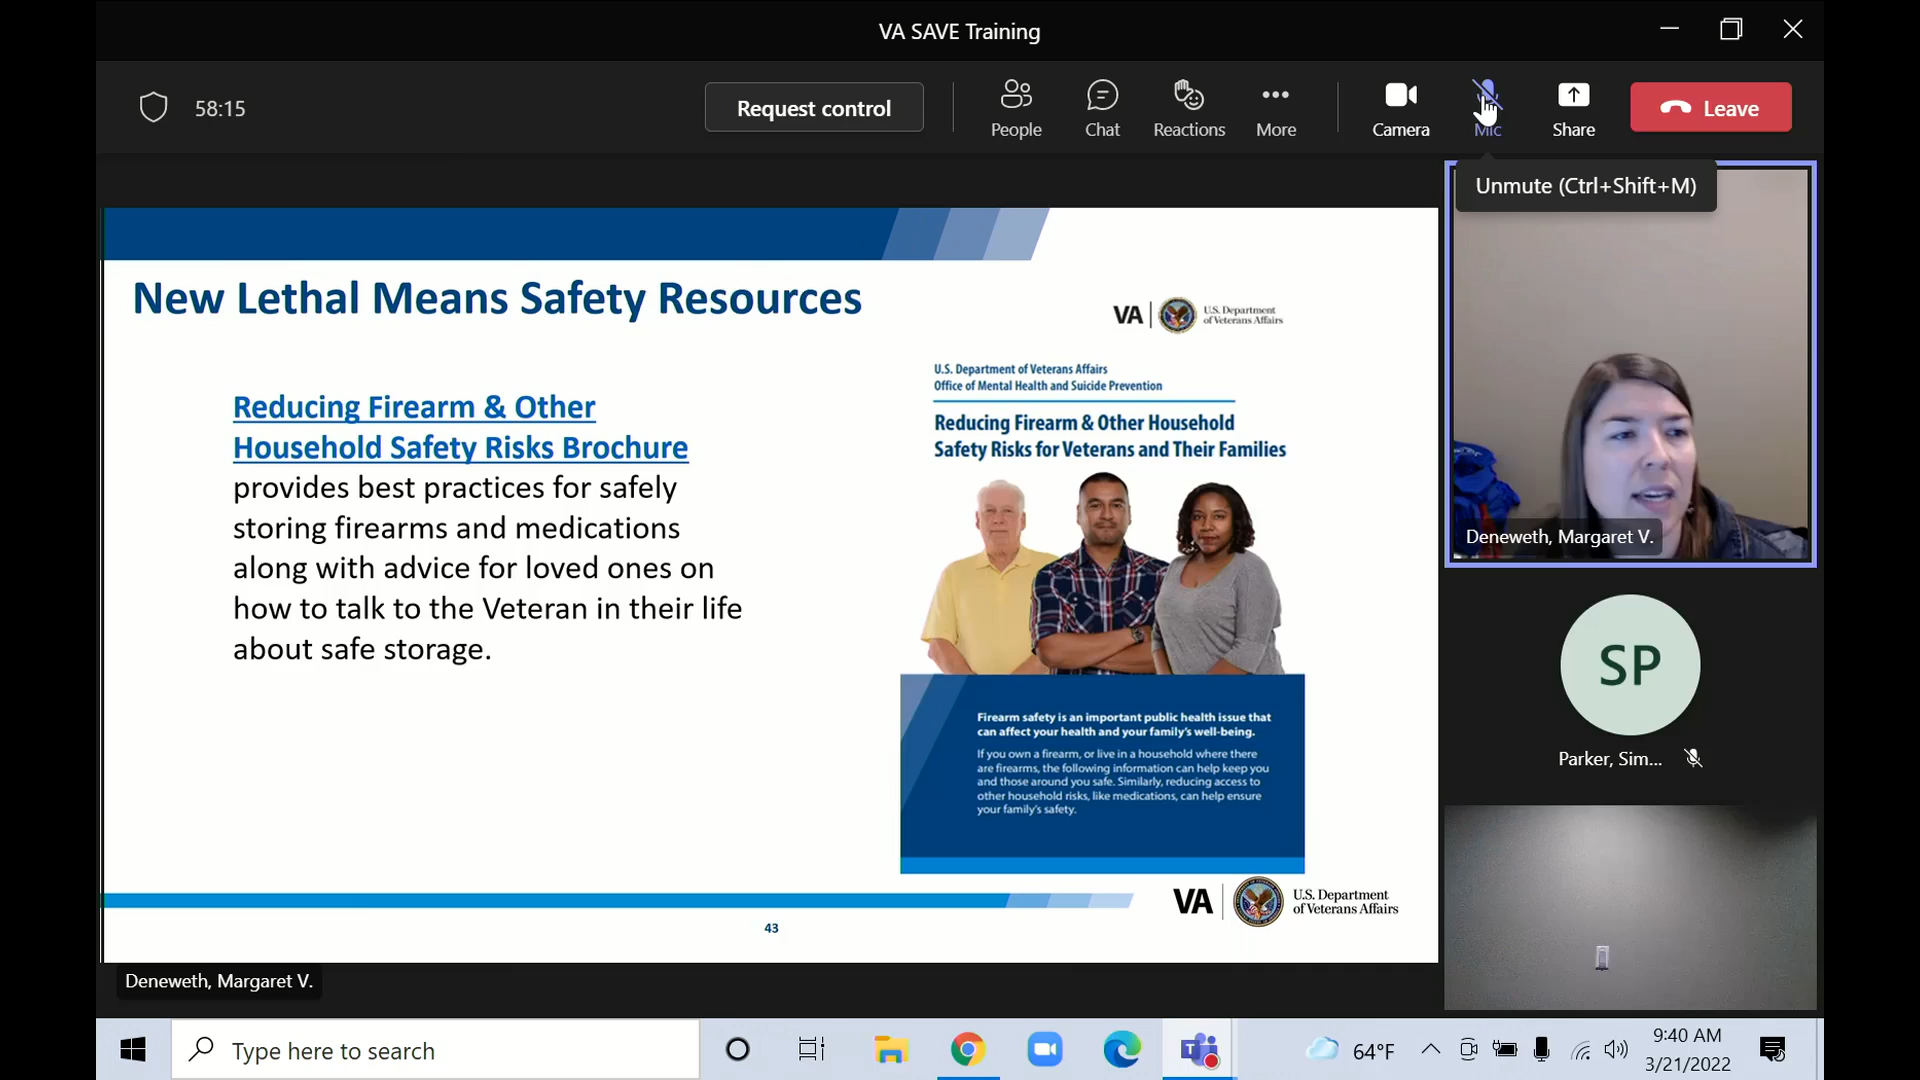 VA SAVE Training
58:15
Request control
People
Chat
Reactions
More
Camera
Mic
Share
Leave
Unmute (Ctrl+Shift+M)
New Lethal Means Safety Resources
VA
U.S. Department
of Veterans Affairs
Reducing Firearm & Other
Household Safety Risks Brochure
provides best practices for safely
storing firearms and medications
along with advice for loved ones on
how to talk to the Veteran in their life
about safe storage.
U.S. Department of Veterans Affairs
Office of Mental Health and Suicide Prevention
Reducing Firearm & Other Household
Safety Risks for Veterans and Their Families
Firearm safety is an important public health issue that
can affect your health and your family's well-being.
If you own a firearm, or live in a household where there
are firearms, the following information can help keep you
and those around you safe. Similarly, reducing access to
other household risks, like medications, can help ensure
your family's safety.
VA
U.S. Department
of Veterans Affairs
43
Deneweth, Margaret V.
Deneweth, Margaret V.
SP
Parker, Sim...
Type here to search
64°F
9:40 AM
3/21/2022